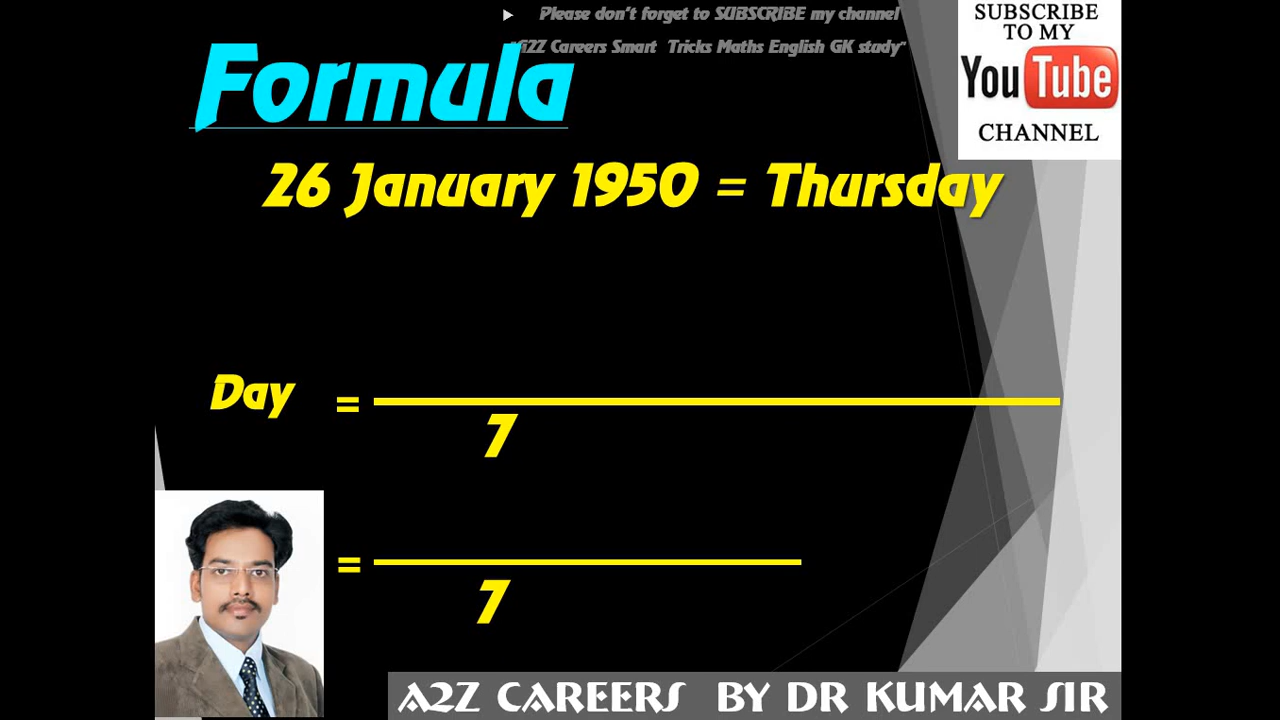 Please don't forget to SUBSCRIBE my channel
"A2Z Careers Smart Tricks Maths English GK study"
SUBSCRIBE
TO MY
YouTube
CHANNEL
Formula
26 January 1950 = Thursday
Day =
7
=
7
A2Z CAREERS BY DR KUMAR SIR